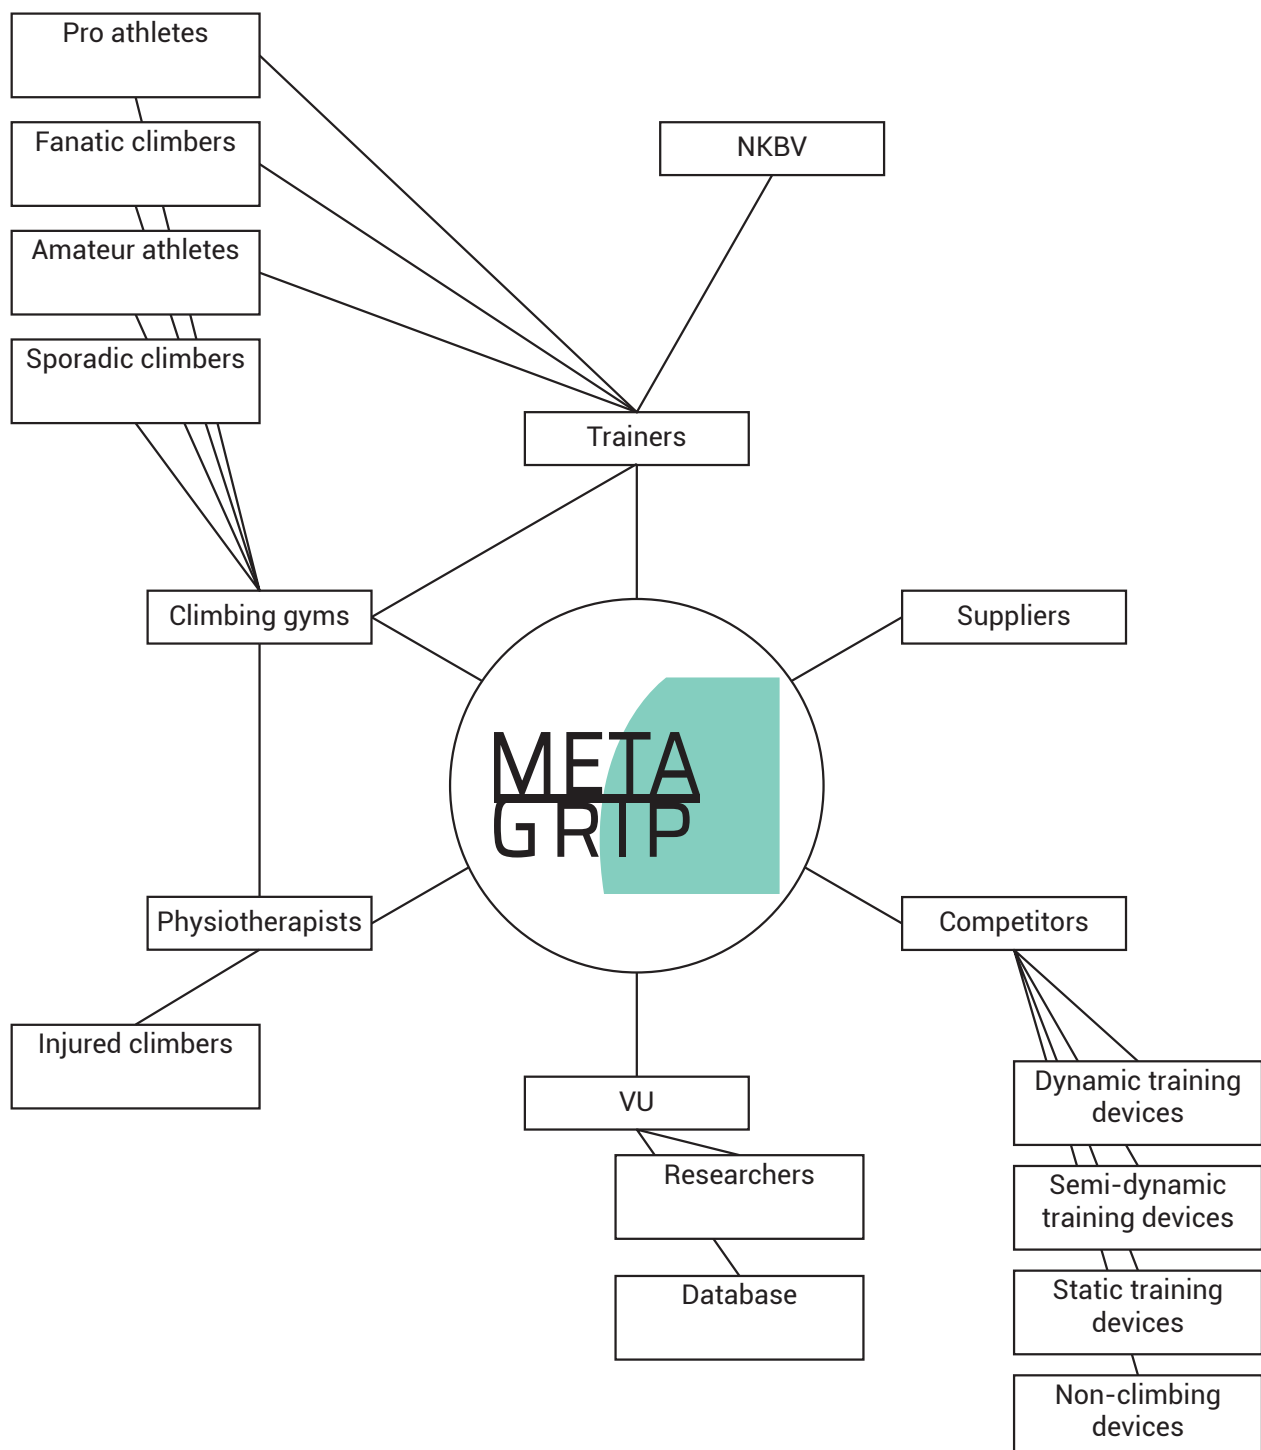 Pro athletes
Fanatic climbers
Amateur athletes
Sporadic climbers
NKBV
Trainers
Climbing gyms
Suppliers
META
GRIP
Physiotherapists
Competitors
Injured climbers
VU
Researchers
Database
Dynamic training
devices
Semi-dynamic
training devices
Static training
devices
Non-climbing
devices